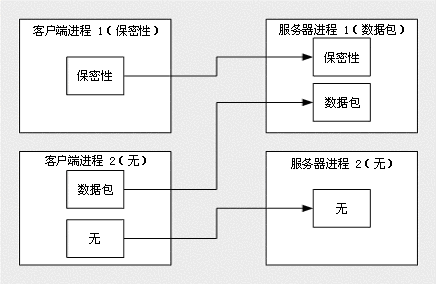 客户端进程 1（保密性）
保密性
服务器进程 1（数据包）
保密性
数据包
客户端进程 2（无）
数据包
无
服务器进程 2（无）
无